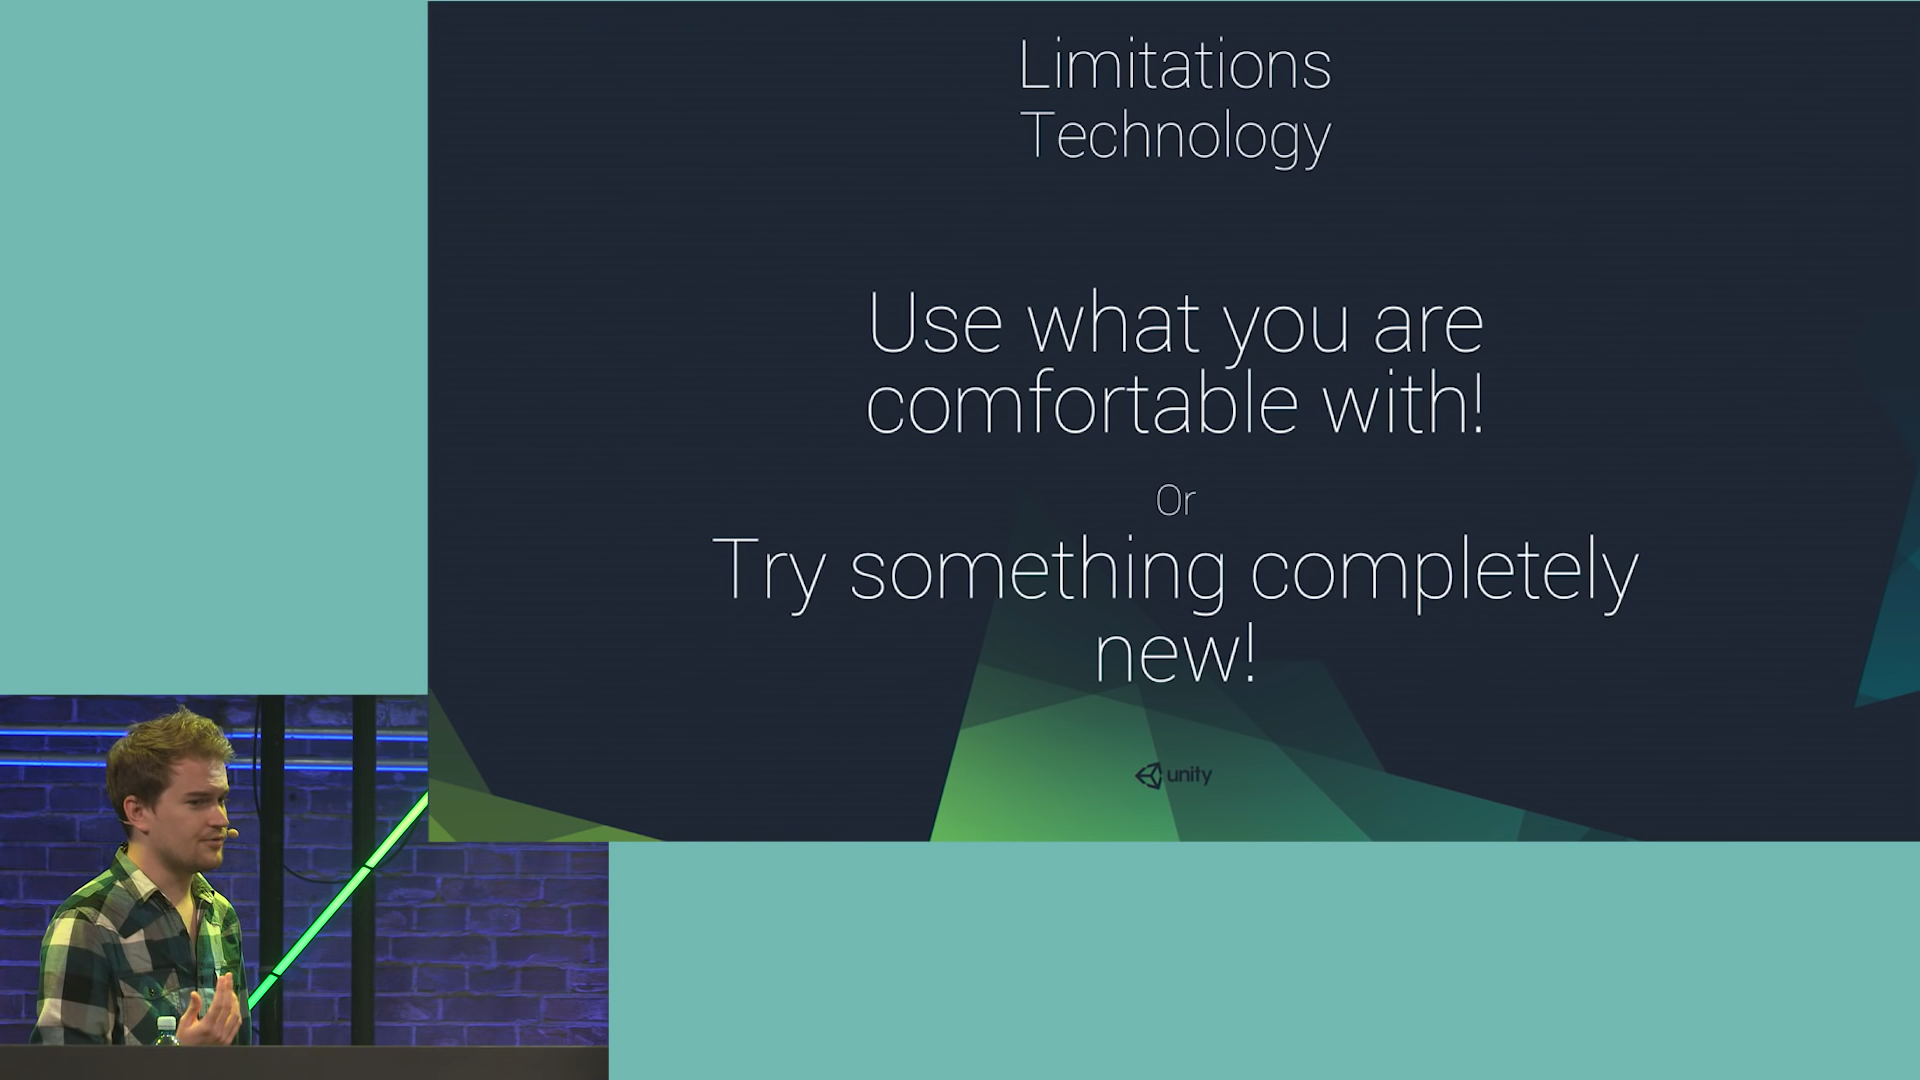 Limitations
Technology
Use what you are
comfortable with!
Or
Try something completely
new!
unity